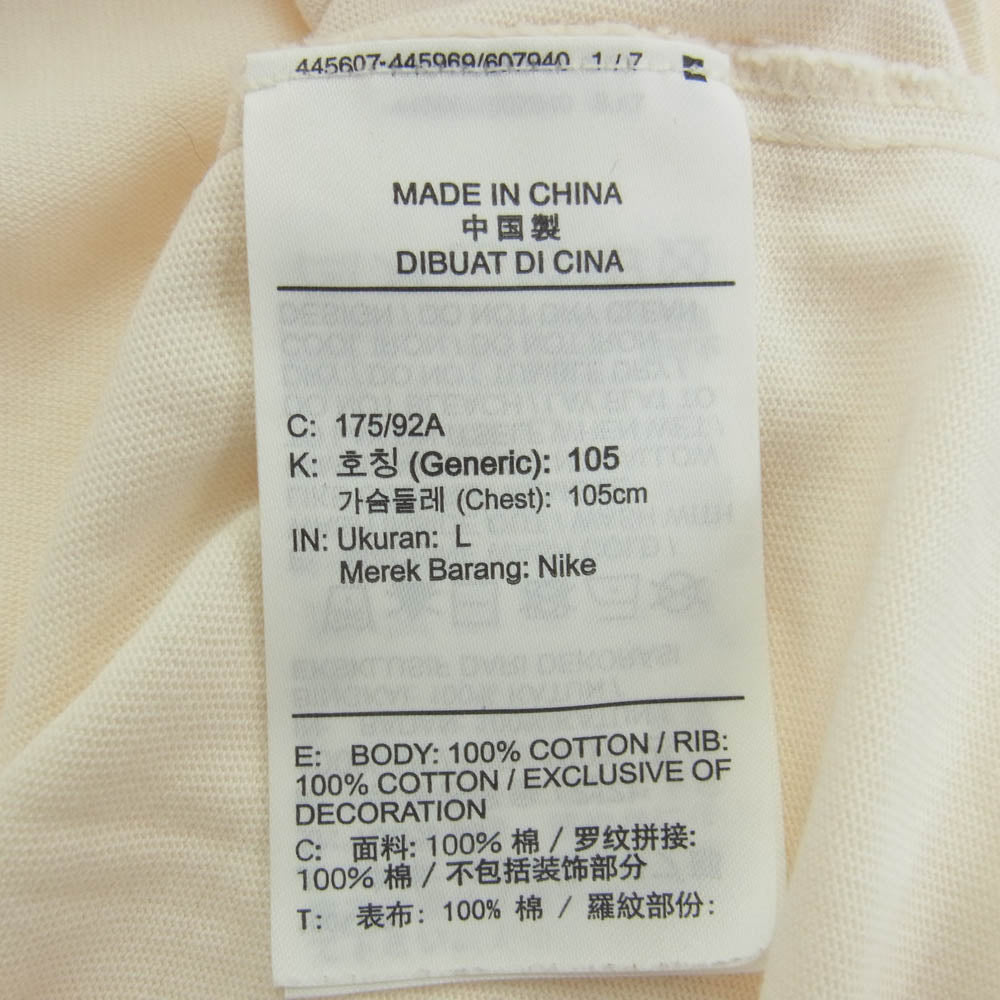 445607-445969/607940 1 / 7
MADE IN CHINA
中国製
DIBUAT DI CINA
C: 175/92A
K: 호칭 (Generic): 105
가슴둘레 (Chest): 105cm
IN: Ukuran: L
Merek Barang: Nike
E: BODY: 100% COTTON / RIB:
100% COTTON / EXCLUSIVE OF
DECORATION
C: 面料: 100% 棉 / 罗纹拼接:
100% 棉 / 不包括装饰部分
T: 表布: 100% 棉 / 羅紋部份: